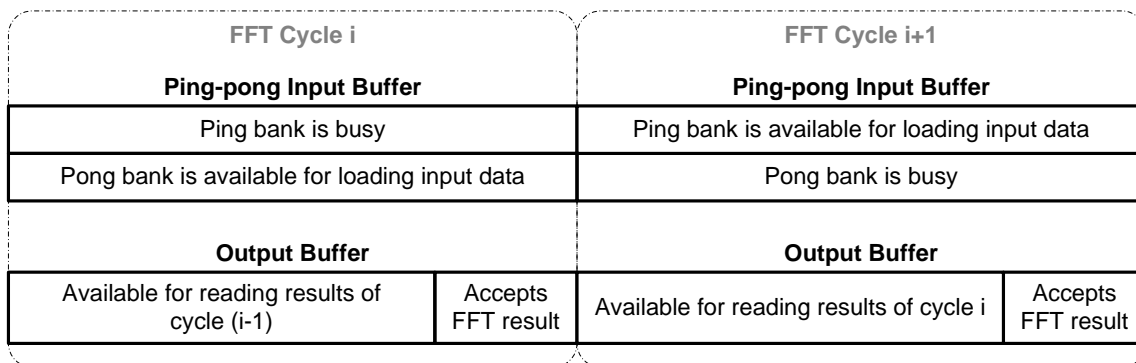 FFT Cycle i
FFT Cycle i+1
Ping-pong Input Buffer
Ping-pong Input Buffer
Ping bank is busy
Ping bank is available for loading input data
Pong bank is available for loading input data
Pong bank is busy
Output Buffer
Output Buffer
Available for reading results of
cycle (i-1)
Accepts
FFT result
Available for reading results of cycle i
Accepts
FFT result